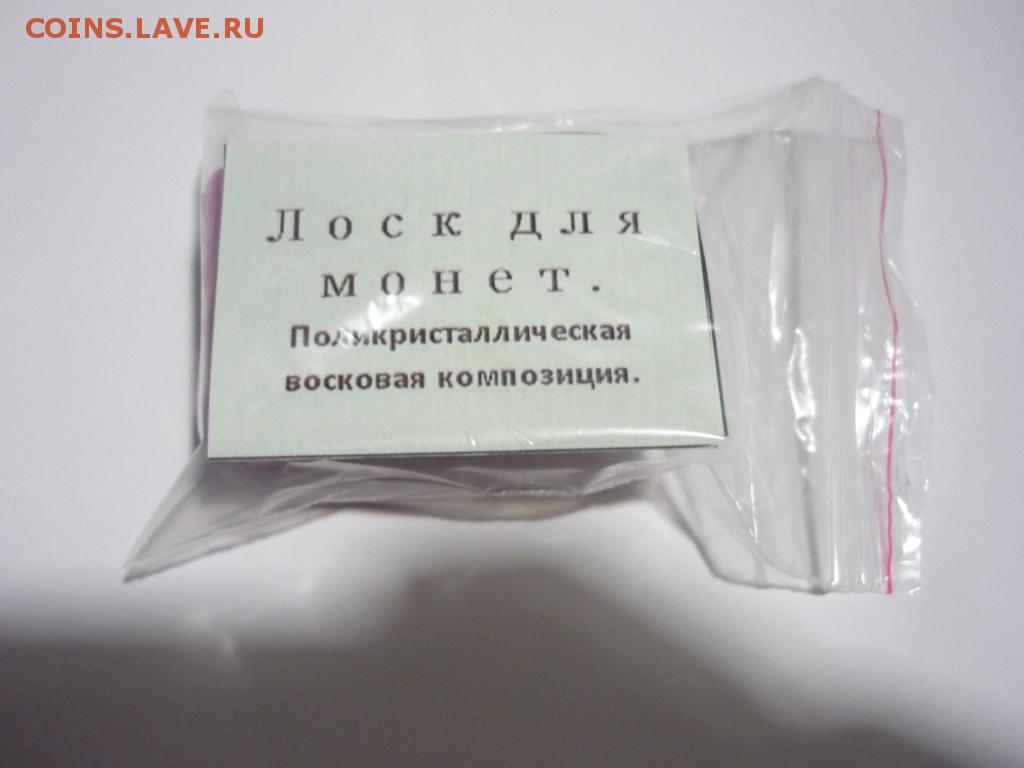 COINS.LAVE.RU
Лоск для
монет.
Поликристаллическая
восковая композиция.